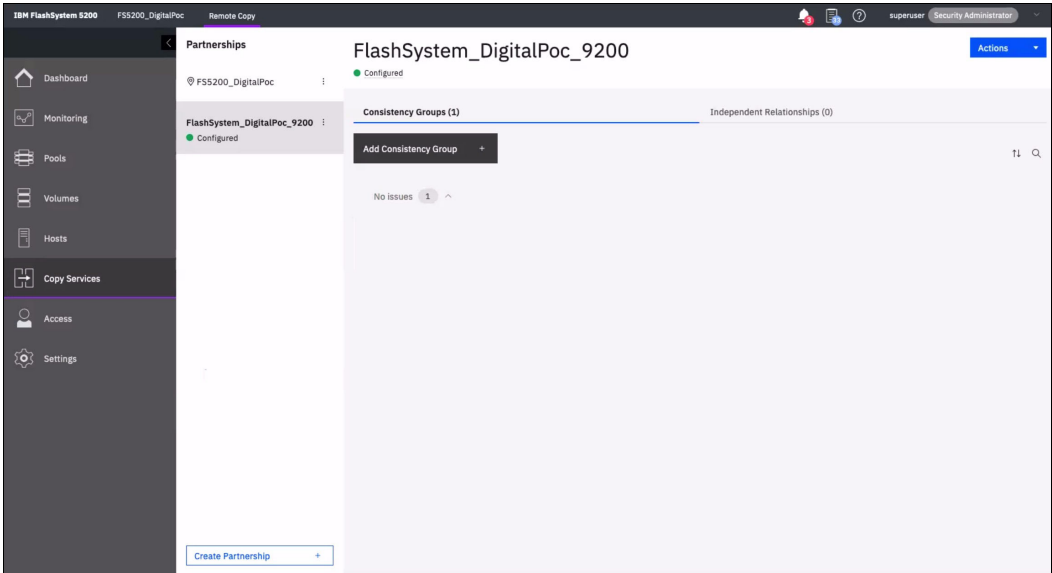 IBM FlashSystem 5200 FS5200_DigitalPoc Remote Copy 3 33 superuser Security Administrator
Dashboard
Monitoring
Pools
Volumes
Hosts
Copy Services
Access
Settings
Partnerships
FS5200_DigitalPoc
FlashSystem_DigitalPoc_9200
Configured
Create Partnership +
FlashSystem_DigitalPoc_9200
Configured
Actions
Consistency Groups (1) Independent Relationships (0)
Add Consistency Group +
No issues 1